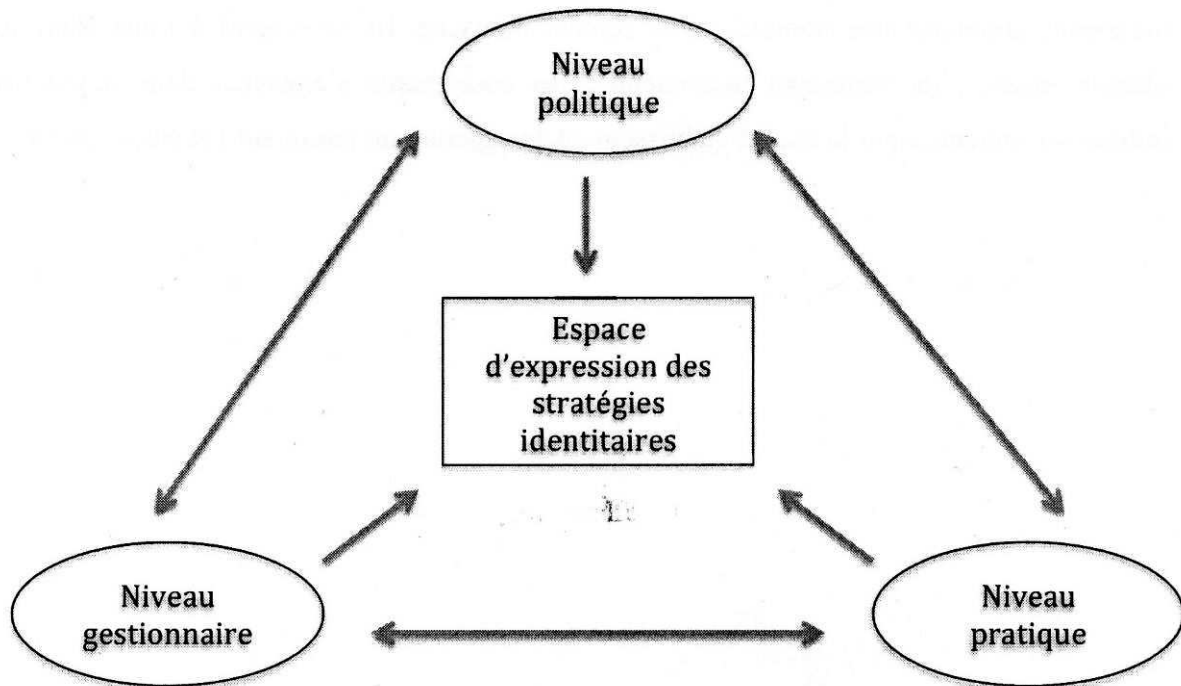 Niveau
politique
Espace
d'expression des
stratégies
identitaires
Niveau
gestionnaire
Niveau
pratique